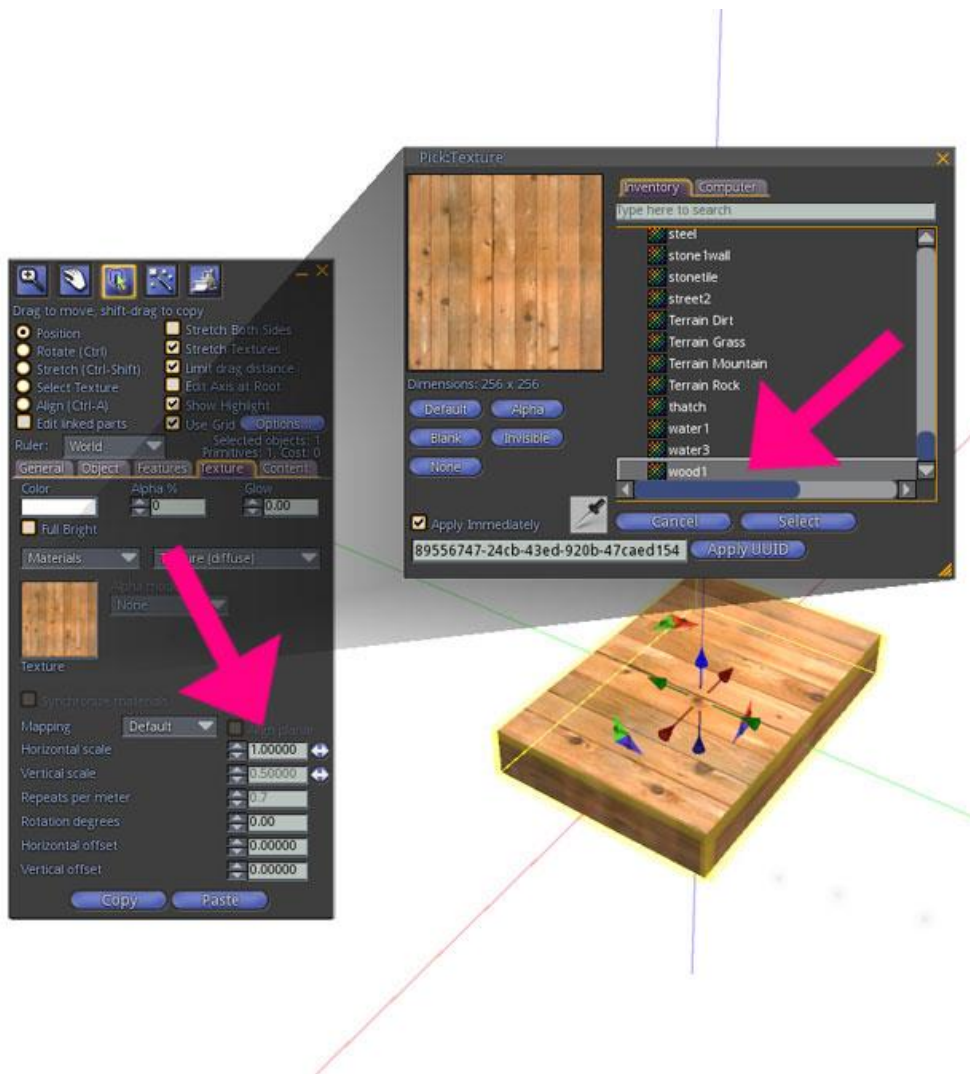 Pick:Texture
Inventory Computer
Type here to search
steel
stone1wall
stonetile
street2
Terrain Dirt
Terrain Grass
Terrain Mountain
Terrain Rock
thatch
water1
water3
wood1
Dimensions: 256 x 256
Default Alpha
Blank Invisible
None
Apply Immediately
Cancel Select
89556747-24cb-43ed-920b-47caed154 Apply UUID
Drag to move, shift-drag to copy
Position
Rotate (Ctrl)
Stretch (Ctrl-Shift)
Select Texture
Align (Ctrl-A)
Edit linked parts
Stretch Both Sides
Stretch Textures
Limit drag distance
Edit Axis at Root
Show Highlight
Use Grid Options...
Ruler: World
Selected objects: 1
Primitives: 1, Cost: 0
General Object Features Texture Content
Color Alpha % Glow
0 0.00
Full Bright
Materials (diffuse)
Alpha
None
Texture
Synchronize materials
Mapping Default planar
Horizontal scale 1.00000
Vertical scale 0.50000
Repeats per meter 0.7
Rotation degrees 0.00
Horizontal offset 0.00000
Vertical offset 0.00000
Copy Paste